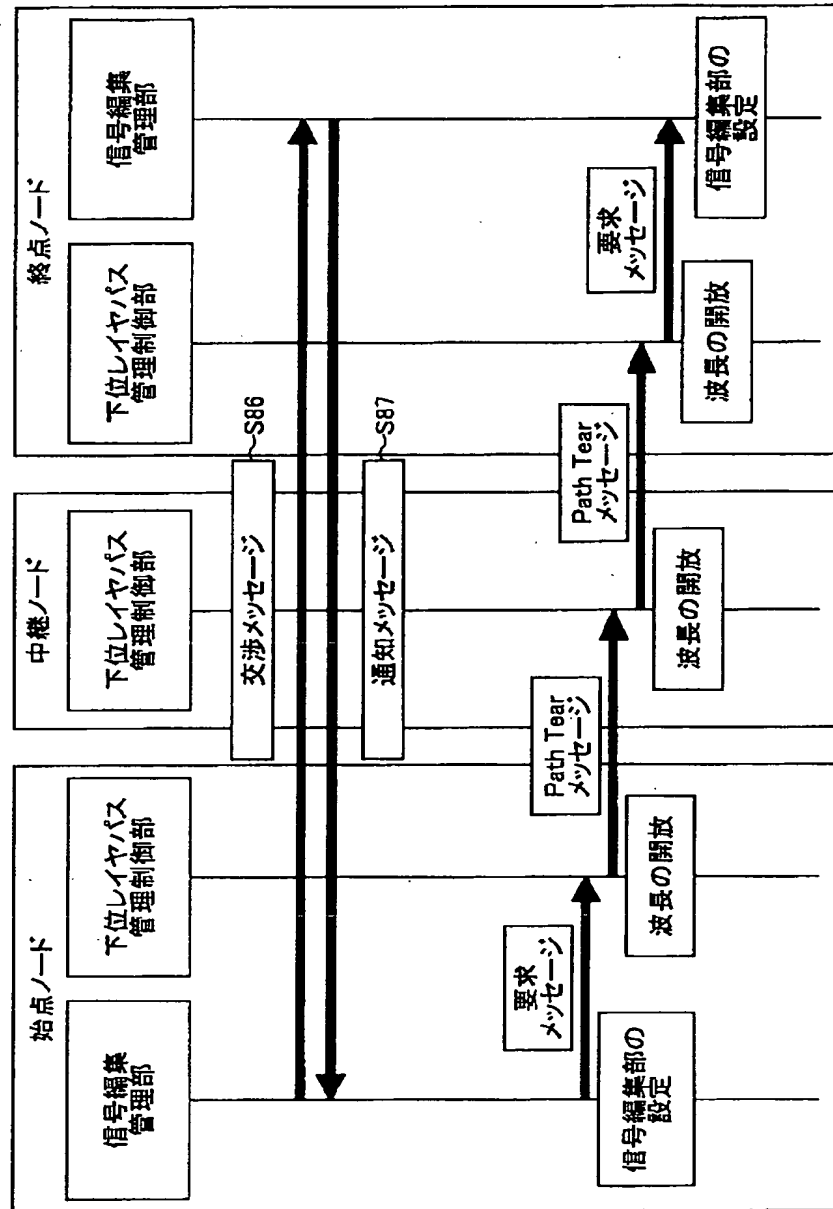 始点ノード
信号編集
管理部
下位レイヤパス
管理制御部
中継ノード
下位レイヤパス
管理制御部
終点ノード
下位レイヤパス
管理制御部
信号編集
管理部
交渉メッセージ
S86
通知メッセージ
S87
信号編集部の
設定
要求
メッセージ
波長の開放
Path Tear
メッセージ
波長の開放
Path Tear
メッセージ
波長の開放
要求
メッセージ
信号編集部の
設定